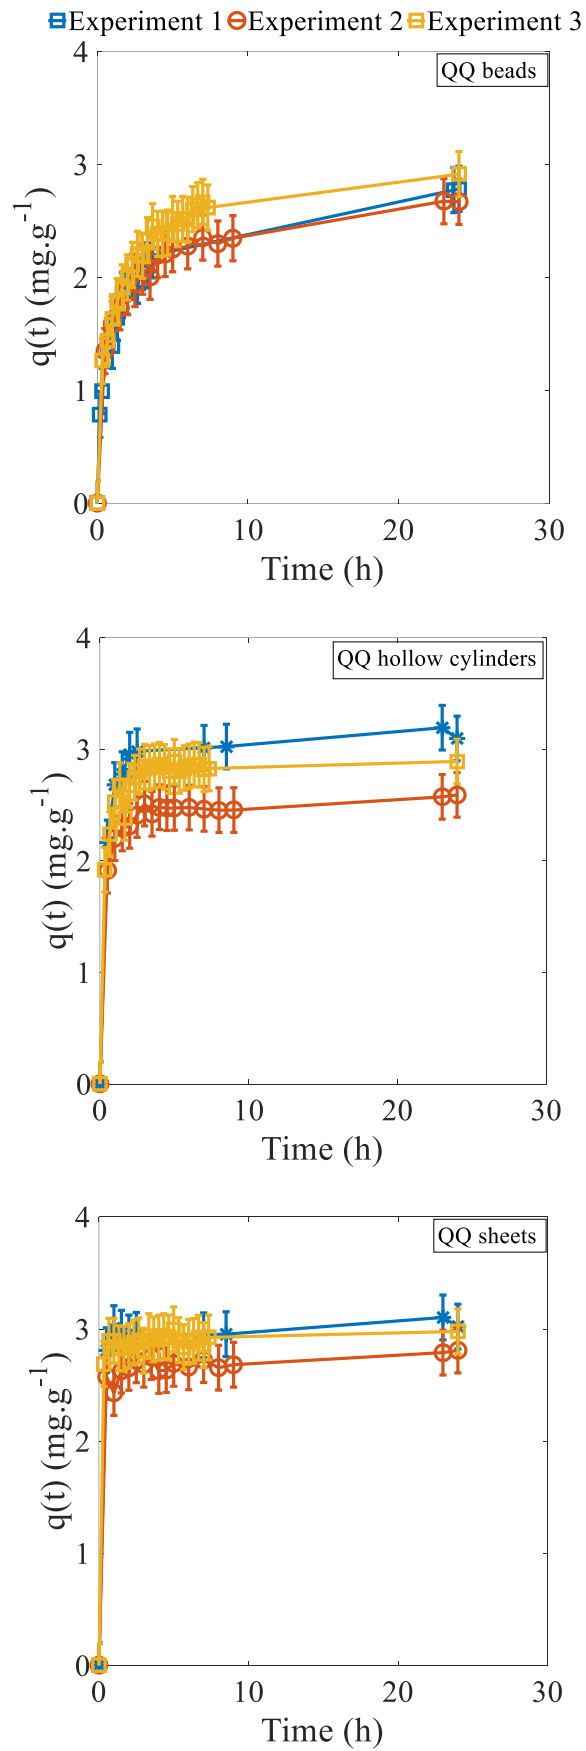 Experiment 1 Experiment 2 Experiment 3
4
QQ beads
3
2
1
0
0 10 20 30
q(t) (mg.g-1)
Time (h)
4
QQ hollow cylinders
3
2
1
0
0 10 20 30
q(t) (mg.g-1)
Time (h)
4
QQ sheets
3
2
1
0
0 10 20 30
q(t) (mg.g-1)
Time (h)